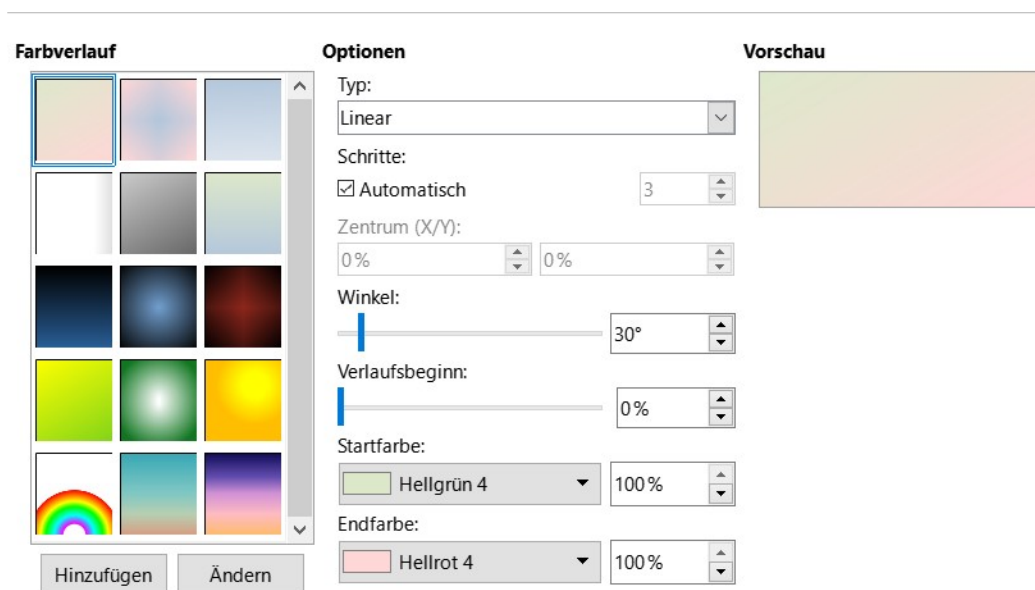 Farbverlauf
Optionen
Vorschau
Typ:
Linear
Schritte:
Automatisch
3
Zentrum (X/Y):
0 %
0 %
Winkel:
30°
Verlaufsbeginn:
0 %
Startfarbe:
Hellgrün 4
100 %
Endfarbe:
Hellrot 4
100 %
Hinzufügen
Ändern